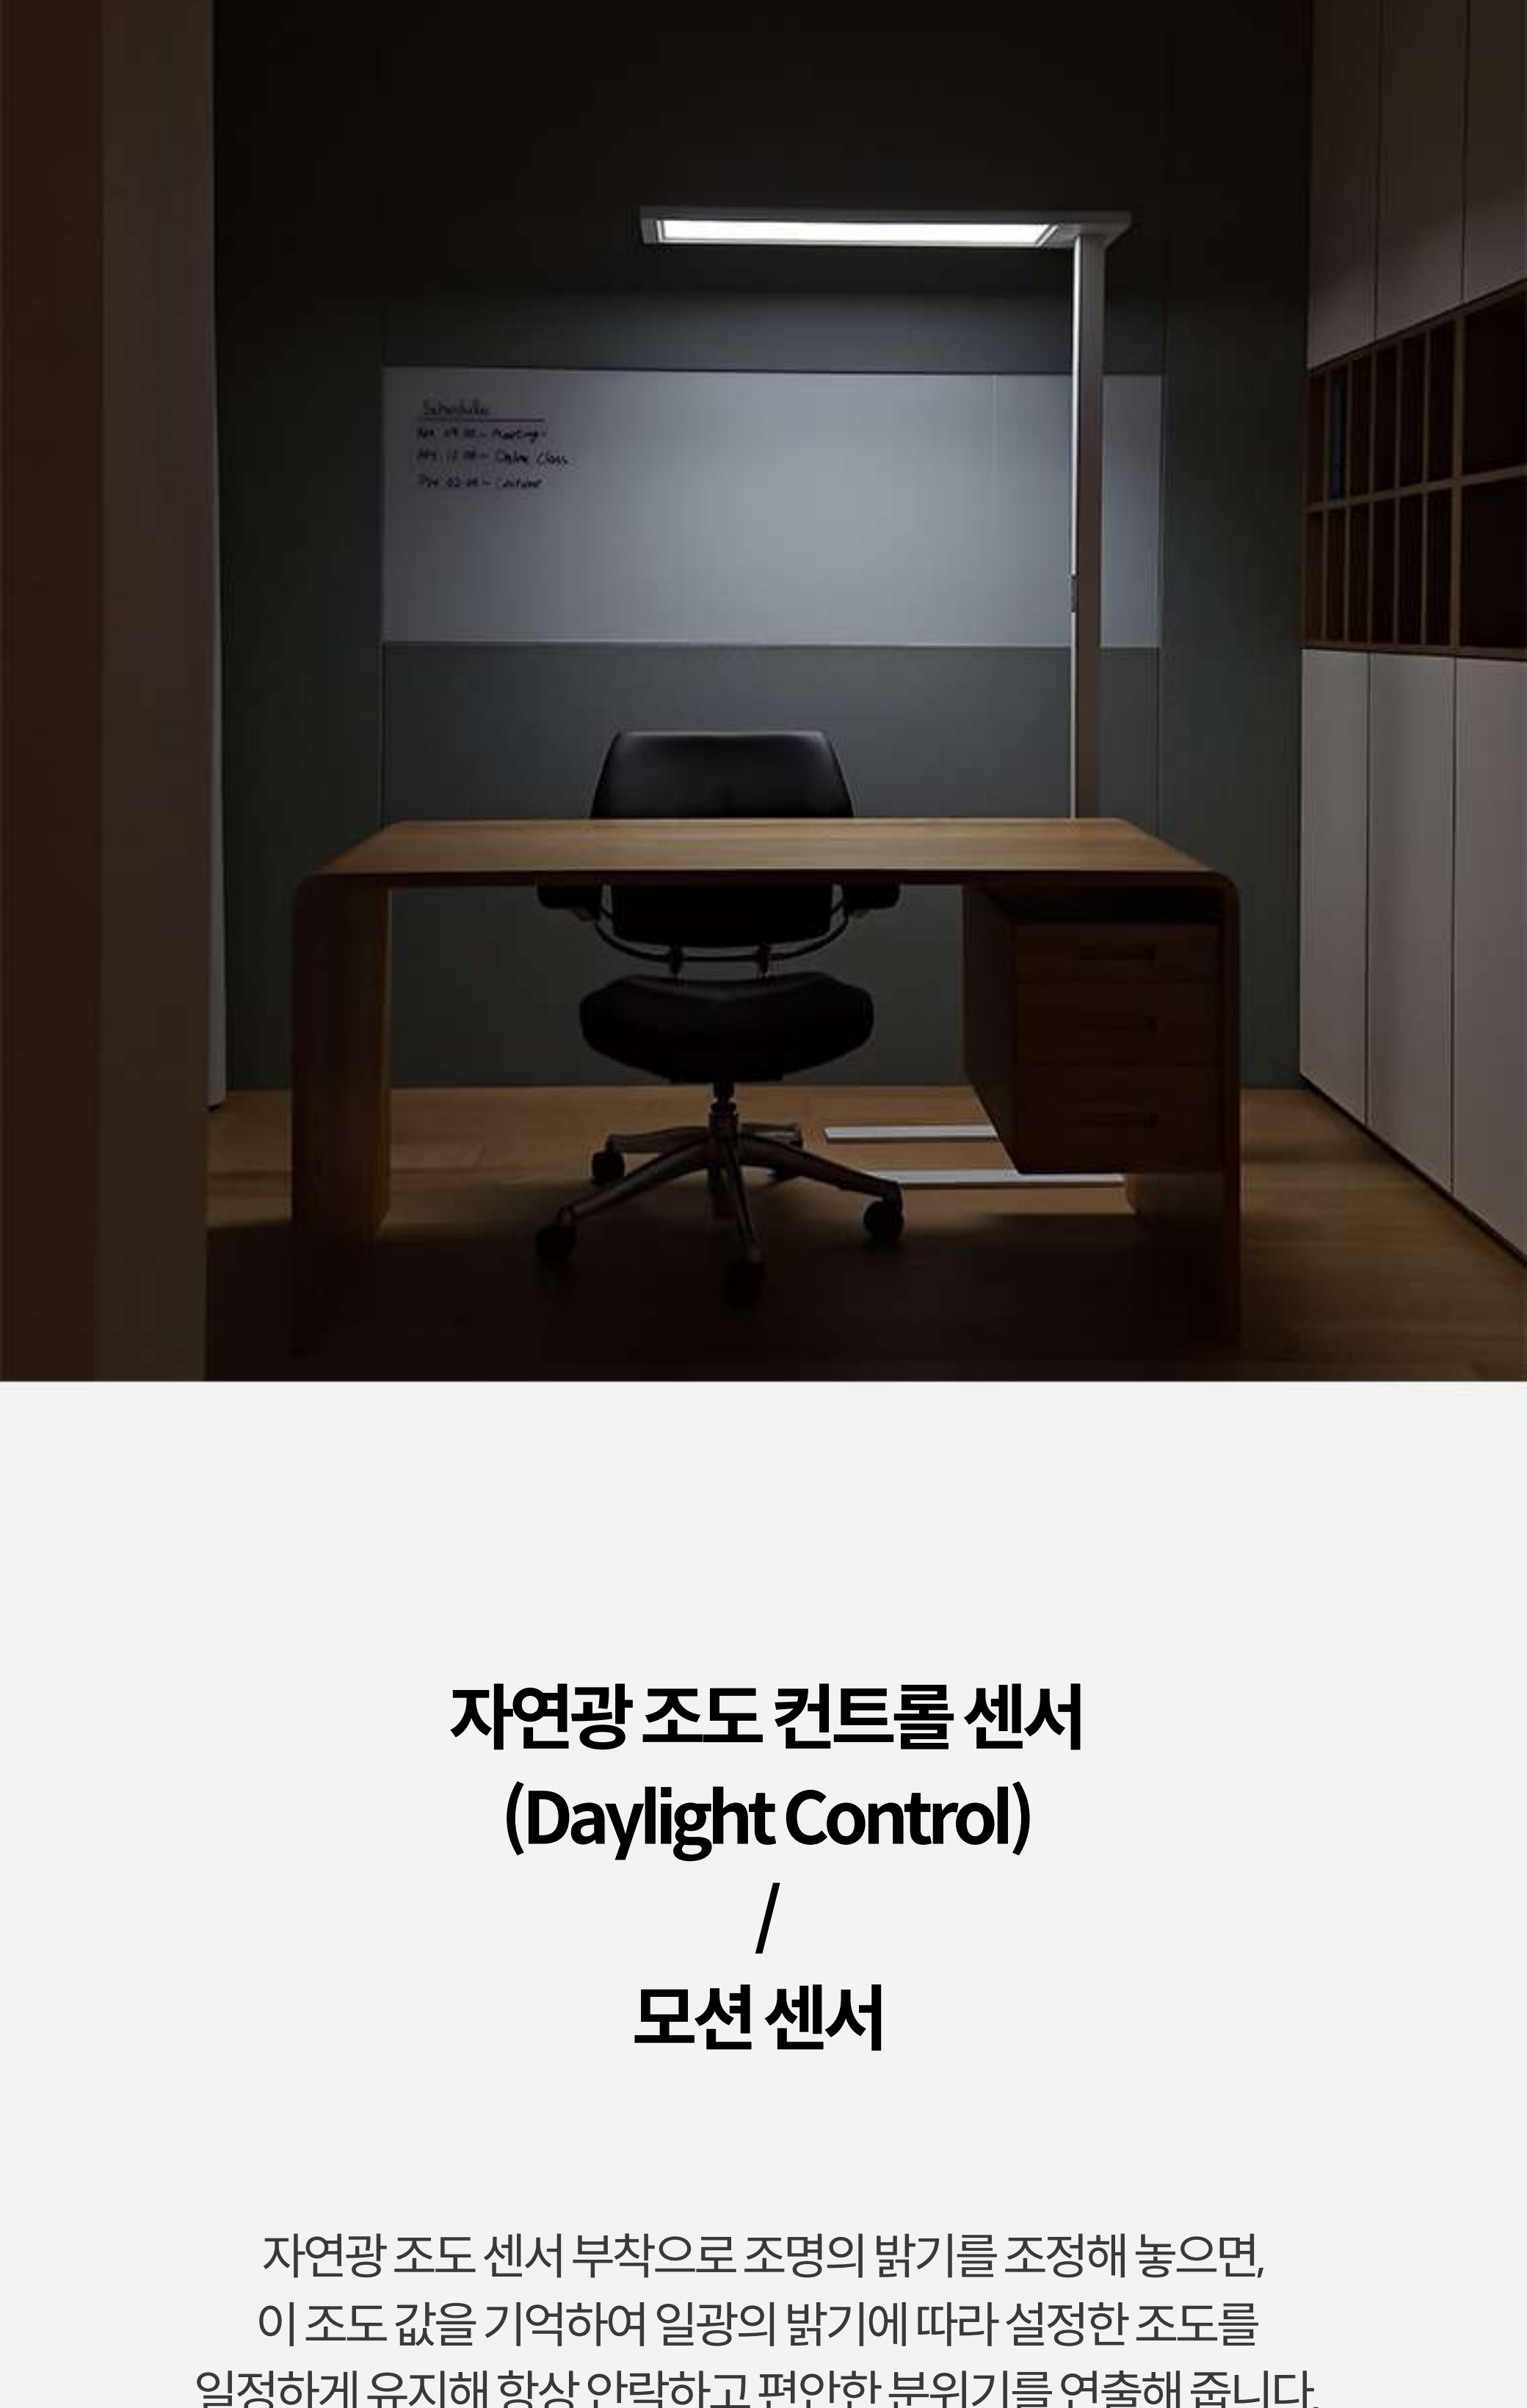 Schedule
Meeting
Online Class
자연광 조도 컨트롤 센서
(Daylight Control)
/
모션 센서
자연광 조도 센서 부착으로 조명의 밝기를 조정해 놓으면,
이 조도 값을 기억하여 일광의 밝기에 따라 설정한 조도를
일정하게 유지해 항상 안락하고 편안한 분위기를 연출해 줍니다.